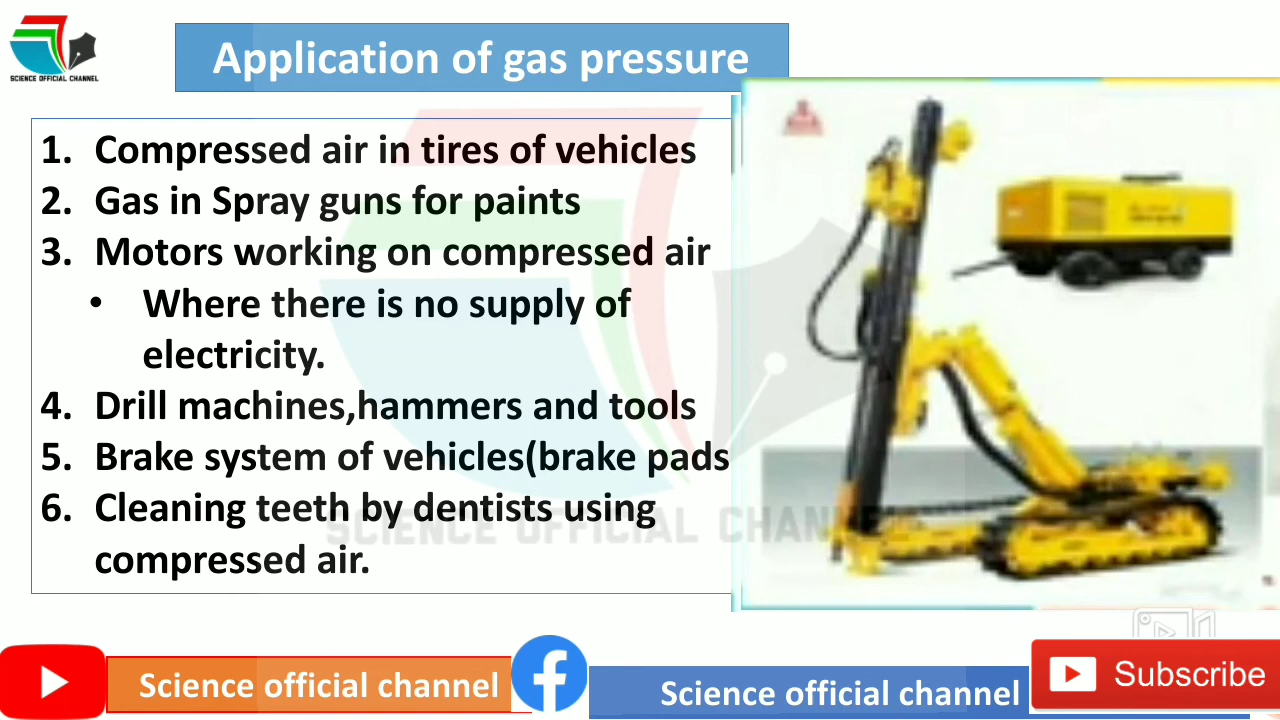 SCIENCE OFFICIAL CHANNEL
Application of gas pressure
1. Compressed air in tires of vehicles
2. Gas in Spray guns for paints
3. Motors working on compressed air
• Where there is no supply of
electricity.
4. Drill machines,hammers and tools
5. Brake system of vehicles(brake pads
6. Cleaning teeth by dentists using
compressed air.
SCIENCE OFFICIAL CHANNEL
Science official channel
Science official channel
Subscribe